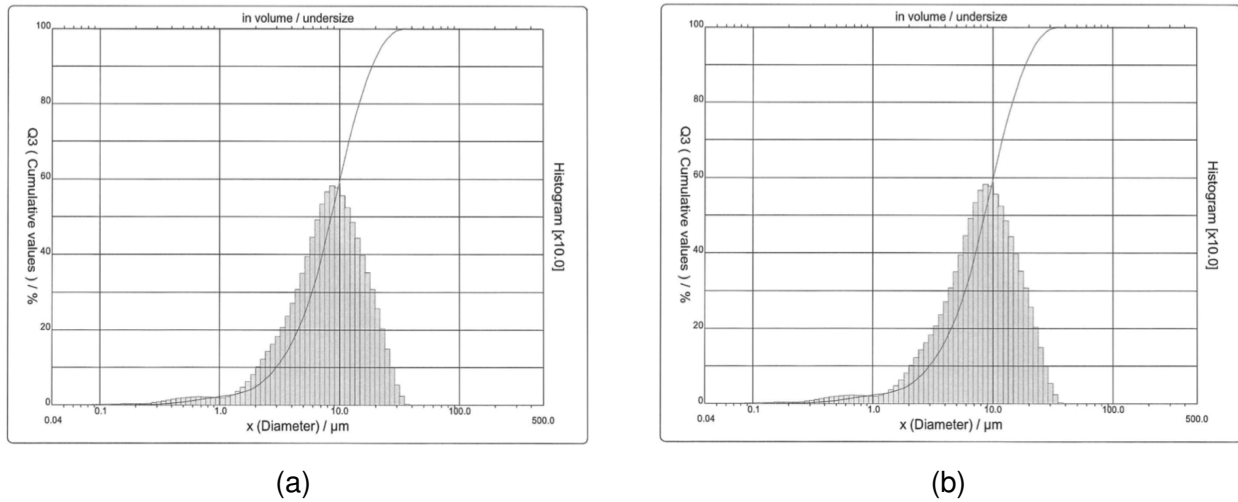 in volume / undersize
100
80
60
40
20
0
Q3 ( Cumulative values ) / %
Histogram [x10.0]
0.04 0.1 1.0 10.0 100.0 500.0
x (Diameter) / µm
(a)
in volume / undersize
100
80
60
40
20
0
Q3 ( Cumulative values ) / %
Histogram [x10.0]
0.04 0.1 1.0 10.0 100.0 500.0
x (Diameter) / µm
(b)